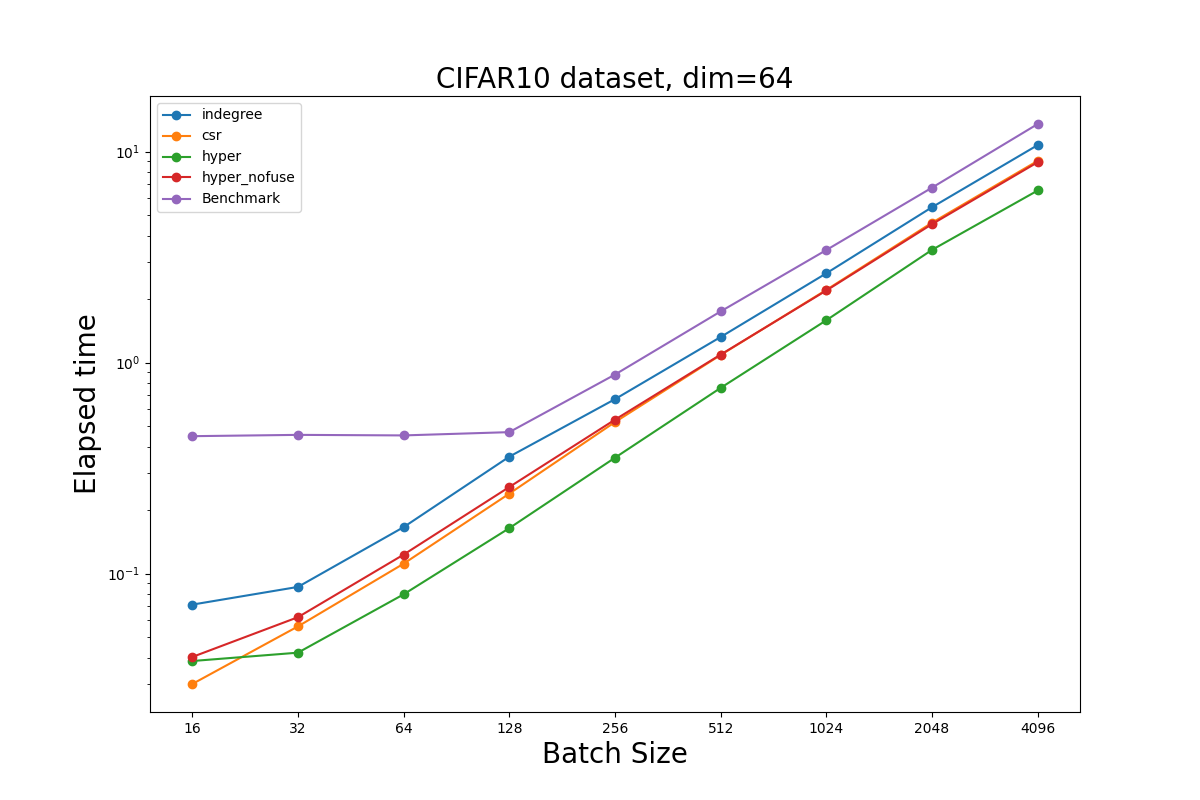 CIFAR10 dataset, dim=64
indegree
csr
hyper
hyper_nofuse
Benchmark
Elapsed time
10¹
10⁰
10⁻¹
16 32 64 128 256 512 1024 2048 4096
Batch Size